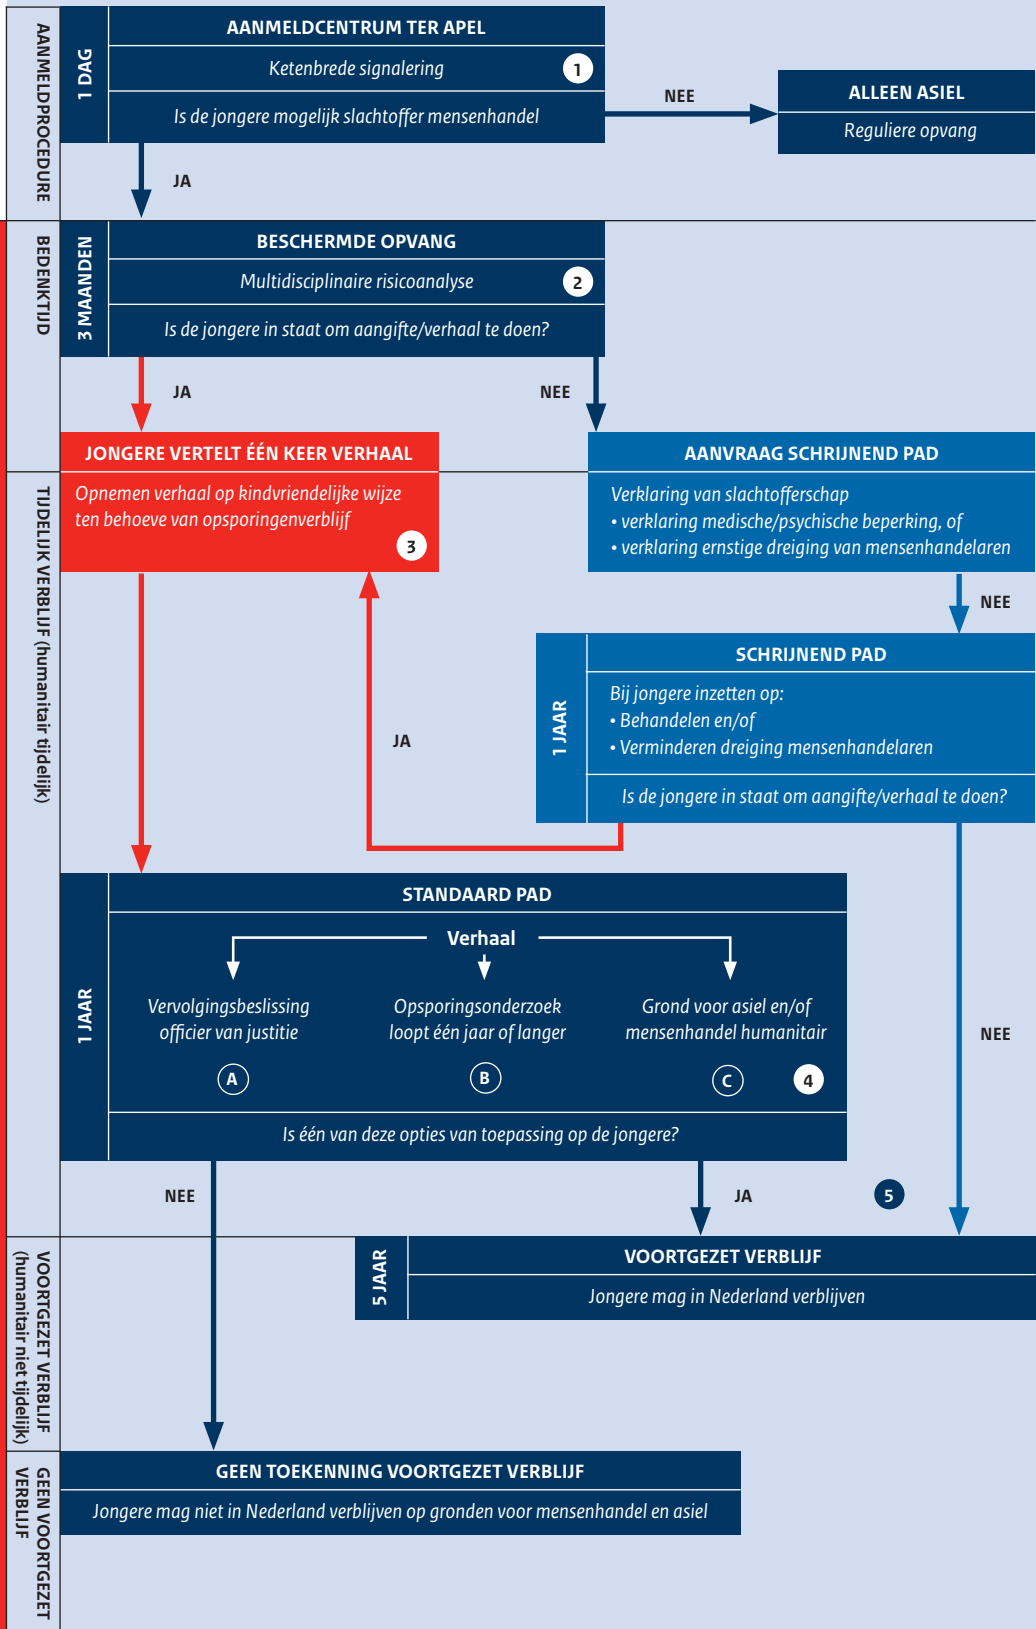 AANMELDPROCEDURE
1 DAG
AANMELDCENTRUM TER APEL
Ketenbrede signalering
1
Is de jongere mogelijk slachtoffer mensenhandel
NEE
ALLEEN ASIEL
Reguliere opvang
JA
BEDENKTIJD
3 MAANDEN
BESCHERMDE OPVANG
Multidisciplinaire risicoanalyse
2
Is de jongere in staat om aangifte/verhaal te doen?
JA
NEE
JONGERE VERTELT ÉÉN KEER VERHAAL
Opnemen verhaal op kindvriendelijke wijze
ten behoeve van opsporingenverblijf
3
AANVRAAG SCHRIJNEND PAD
Verklaring van slachtofferschap
• verklaring medische/psychische beperking, of
• verklaring ernstige dreiging van mensenhandelaren
NEE
TIJDELIJK VERBLIJF (humanitair tijdelijk)
1 JAAR
SCHRIJNEND PAD
Bij jongere inzetten op:
• Behandelen en/of
• Verminderen dreiging mensenhandelaren
Is de jongere in staat om aangifte/verhaal te doen?
JA
NEE
1 JAAR
STANDAARD PAD
Verhaal
Vervolgingsbeslissing
officier van justitie
A
Opsporingsonderzoek
loopt één jaar of langer
B
Grond voor asiel en/of
mensenhandel humanitair
C
4
Is één van deze opties van toepassing op de jongere?
NEE
JA
5
VOORTGEZET VERBLIJF
(humanitair niet tijdelijk)
5 JAAR
VOORTGEZET VERBLIJF
Jongere mag in Nederland verblijven
GEEN VOORTGEZET
VERBLIJF
GEEN TOEKENNING VOORTGEZET VERBLIJF
Jongere mag niet in Nederland verblijven op gronden voor mensenhandel en asiel